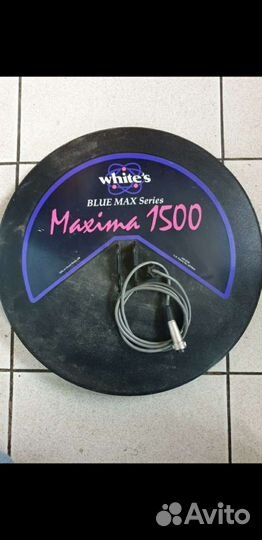 white's
BLUE MAX Series
Maxima 1500
Avito